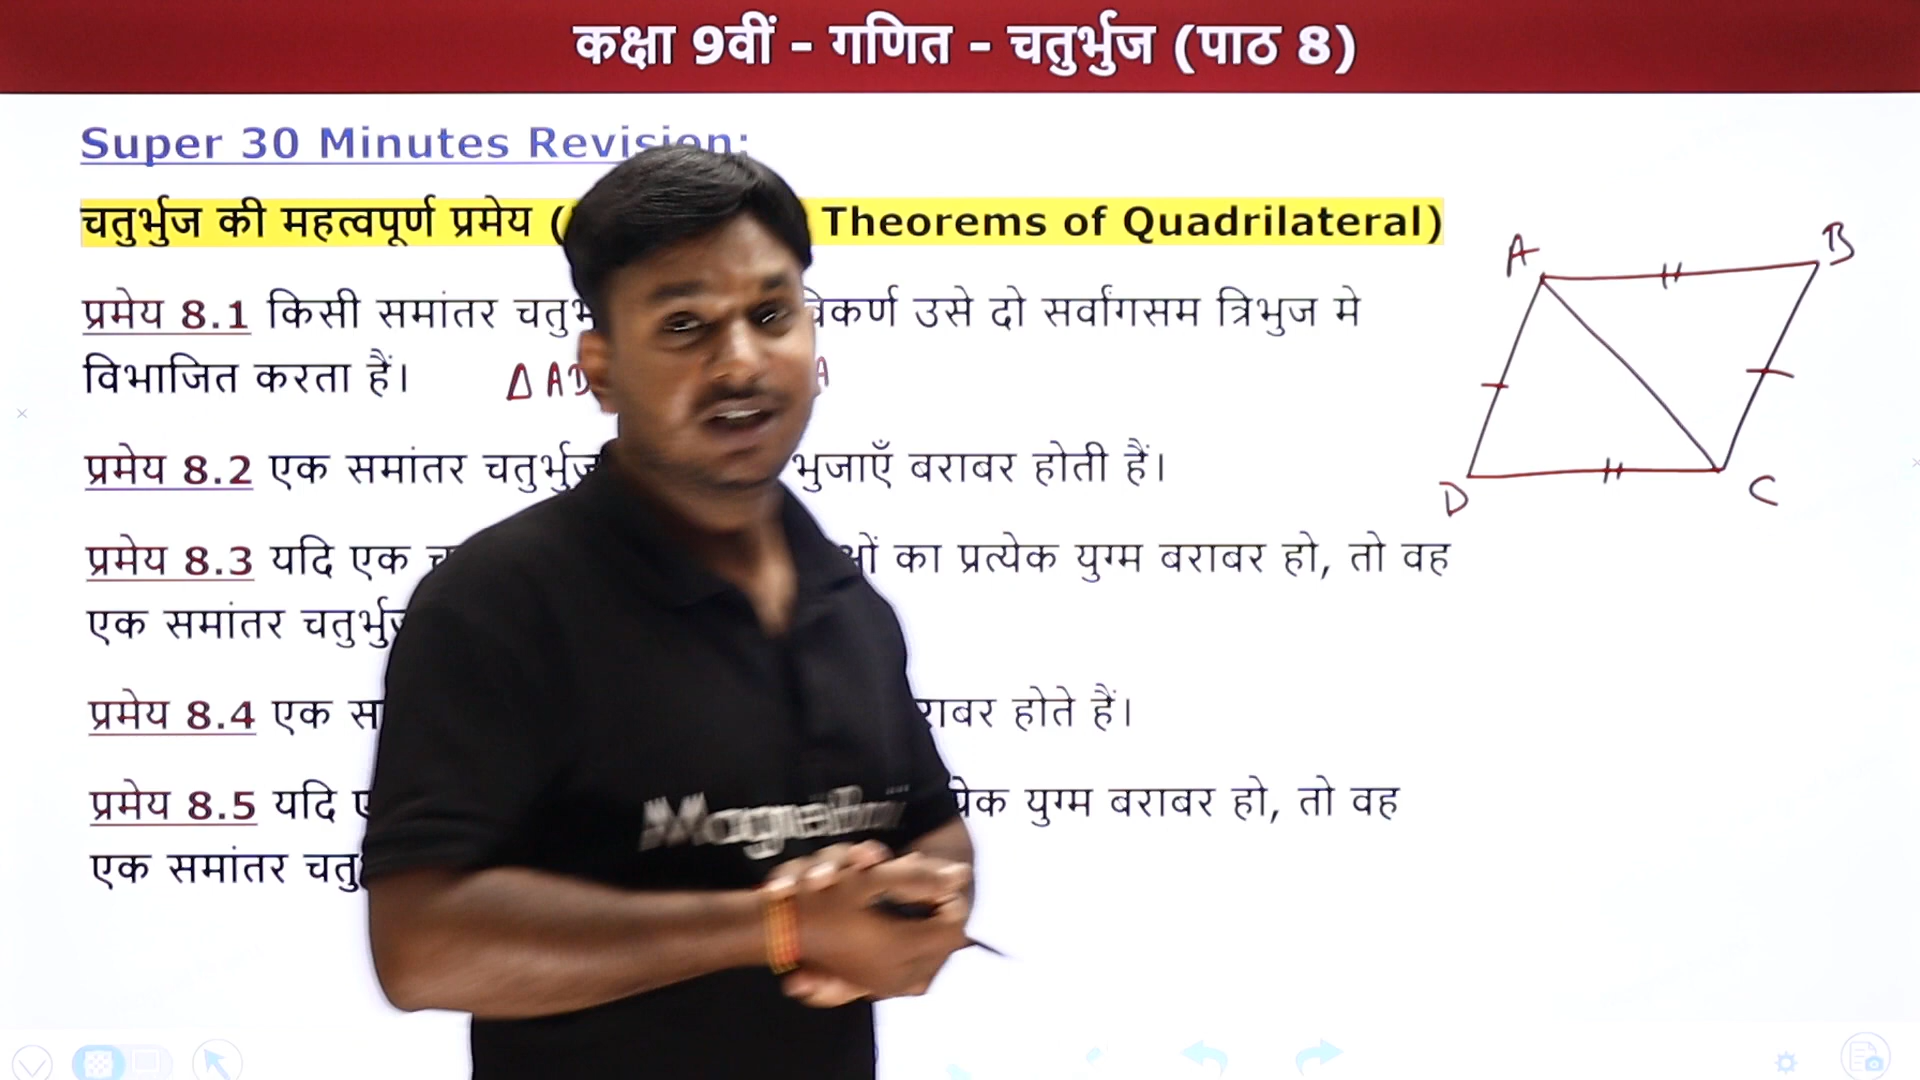 कक्षा 9वीं - गणित - चतुर्भुज (पाठ 8)
Super 30 Minutes Revision:
चतुर्भुज की महत्वपूर्ण प्रमेय ( Theorems of Quadrilateral)
प्रमेय 8.1 किसी समांतर विकर्ण उसे दो सर्वांगसम त्रिभुज मे
विभाजित करता हैं।
Δ AD A
प्रमेय 8.2 एक समांतर चतुर्भुज भुजाएँ बराबर होती हैं।
प्रमेय 8.3 यदि एक का प्रत्येक युग्म बराबर हो, तो वह
एक समांतर चतुर्भुज
प्रमेय 8.4 एक होते हैं।
प्रमेय 8.5 यदि युग्म बराबर हो, तो वह
एक समांतर
A
B
D
C